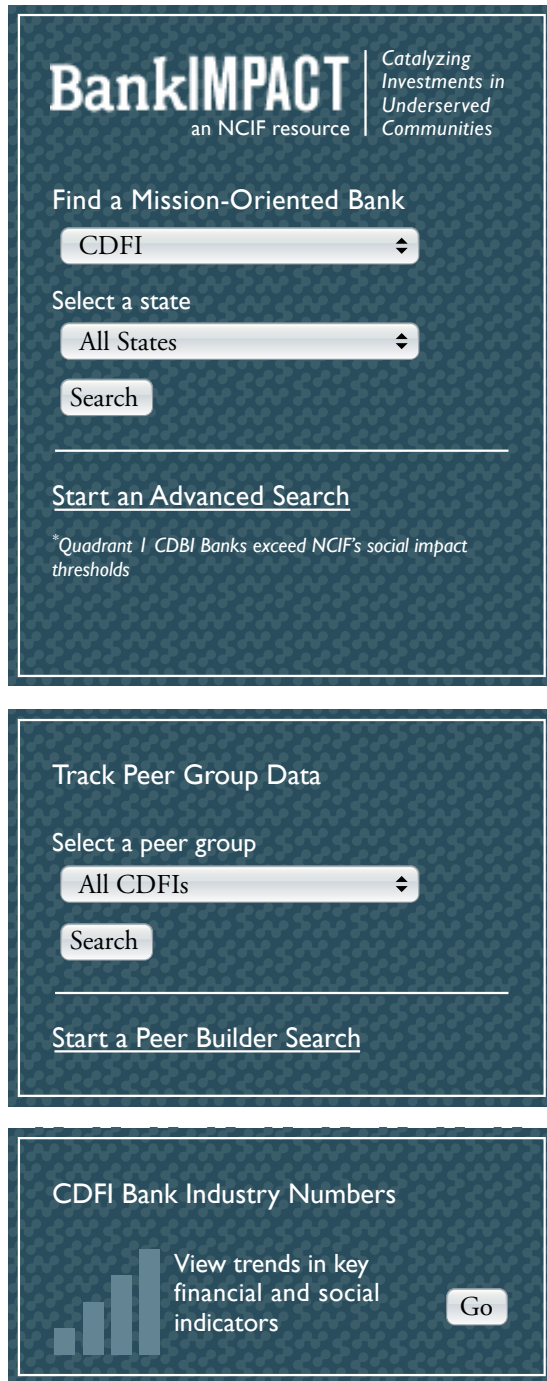 BankIMPACT
an NCIF resource
Catalyzing
Investments in
Underserved
Communities
Find a Mission-Oriented Bank
CDFI
Select a state
All States
Search
Start an Advanced Search
*Quadrant 1 CDBI Banks exceed NCIF's social impact
thresholds
Track Peer Group Data
Select a peer group
All CDFIs
Search
Start a Peer Builder Search
CDFI Bank Industry Numbers
View trends in key
financial and social
indicators
Go